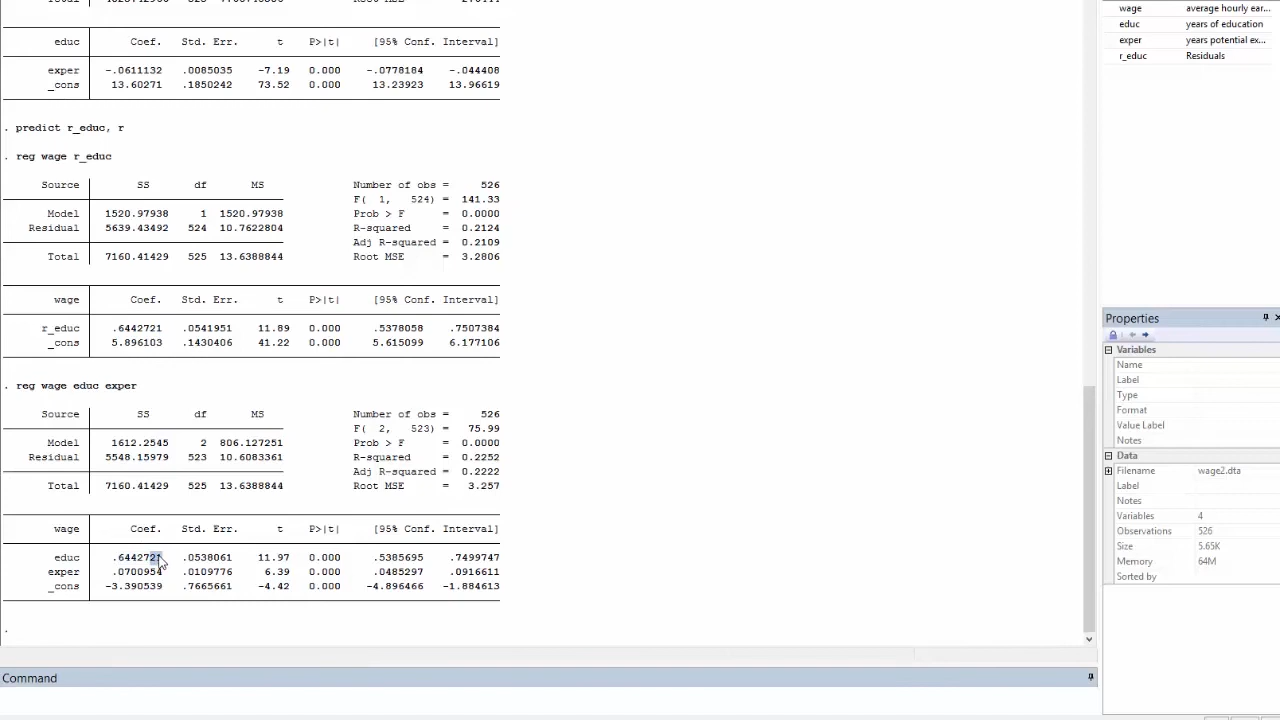 educ Coef. Std. Err. t P>|t| [95% Conf. Interval]
exper -.0611132 .0085035 -7.19 0.000 -.0778184 -.044408
_cons 13.60271 .1850242 73.52 0.000 13.23923 13.96619
. predict r_educ, r
. reg wage r_educ
Source SS df MS Number of obs = 526
F( 1, 524) = 141.33
Model 1520.97938 1 1520.97938 Prob > F = 0.0000
Residual 5639.43492 524 10.7622804 R-squared = 0.2124
Adj R-squared = 0.2109
Total 7160.41429 525 13.6388844 Root MSE = 3.2806
wage Coef. Std. Err. t P>|t| [95% Conf. Interval]
r_educ .6442721 .0541951 11.89 0.000 .5378058 .7507384
_cons 5.896103 .1430406 41.22 0.000 5.615099 6.177106
. reg wage educ exper
Source SS df MS Number of obs = 526
F( 2, 523) = 75.99
Model 1612.2545 2 806.127251 Prob > F = 0.0000
Residual 5548.15979 523 10.6083361 R-squared = 0.2252
Adj R-squared = 0.2222
Total 7160.41429 525 13.6388844 Root MSE = 3.257
wage Coef. Std. Err. t P>|t| [95% Conf. Interval]
educ .6442721 .0538061 11.97 0.000 .5385695 .7499747
exper .0700954 .0109776 6.39 0.000 .0485297 .0916611
_cons -3.390539 .7665661 -4.42 0.000 -4.896466 -1.884613
.
Command
wage average hourly ear...
educ years of education
exper years potential ex...
r_educ Residuals
Properties
Variables
Name
Label
Type
Format
Value Label
Notes
Data
Filename wage2.dta
Label
Notes
Variables 4
Observations 526
Size 5.65K
Memory 64M
Sorted by